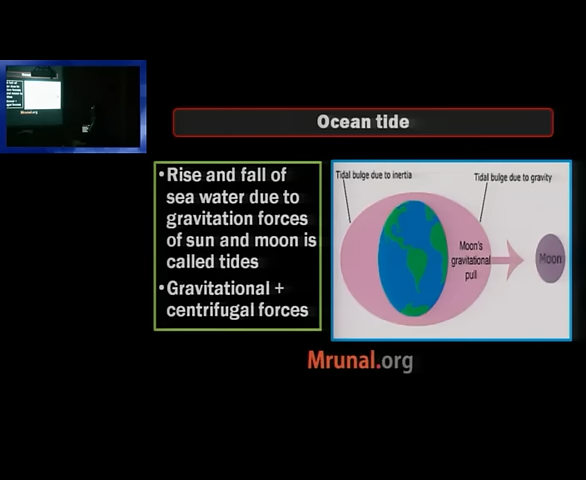 Ocean tide
•Rise and fall of
sea water due to
gravitation forces
of sun and moon is
called tides
•Gravitational +
centrifugal forces
Tidal bulge due to inertia
Tidal bulge due to gravity
Moon's
gravitational
pull
Moon
Mrunal.org
Mrunal.org